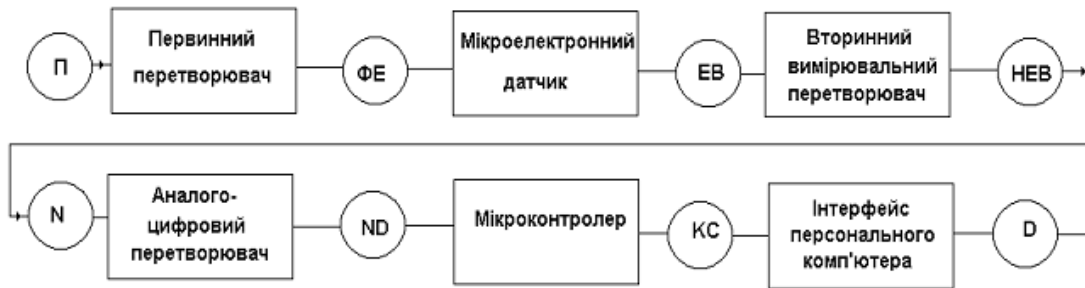 П
Первинний
перетворювач
ФЕ
Мікроелектронний
датчик
ЕВ
Вторинний
вимірювальний
перетворювач
НЕВ
N
Аналого-
цифровий
перетворювач
ND
Мікроконтролер
КС
Інтерфейс
персонального
комп'ютера
D